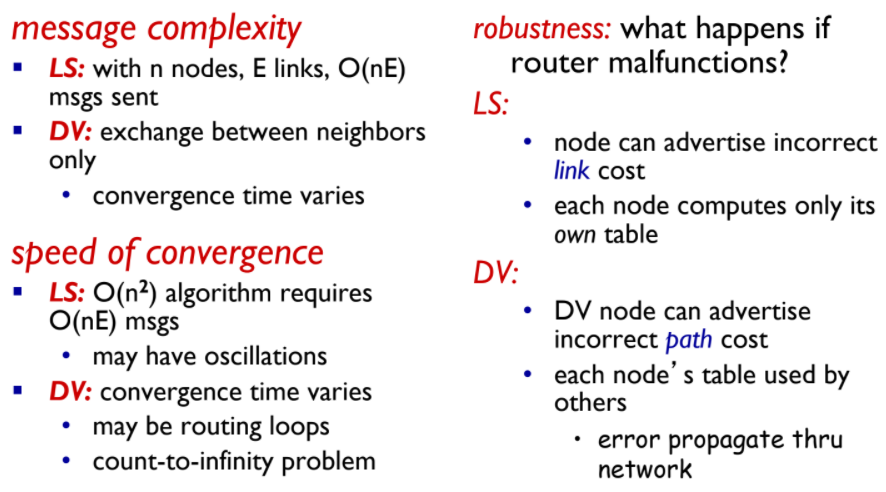 message complexity
▪ LS: with n nodes, E links, O(nE)
msgs sent
▪ DV: exchange between neighbors
only
• convergence time varies
speed of convergence
▪ LS: O(n²) algorithm requires
O(nE) msgs
• may have oscillations
▪ DV: convergence time varies
• may be routing loops
• count-to-infinity problem
robustness: what happens if
router malfunctions?
LS:
• node can advertise incorrect
link cost
• each node computes only its
own table
DV:
• DV node can advertise
incorrect path cost
• each node’s table used by
others
• error propagate thru
network